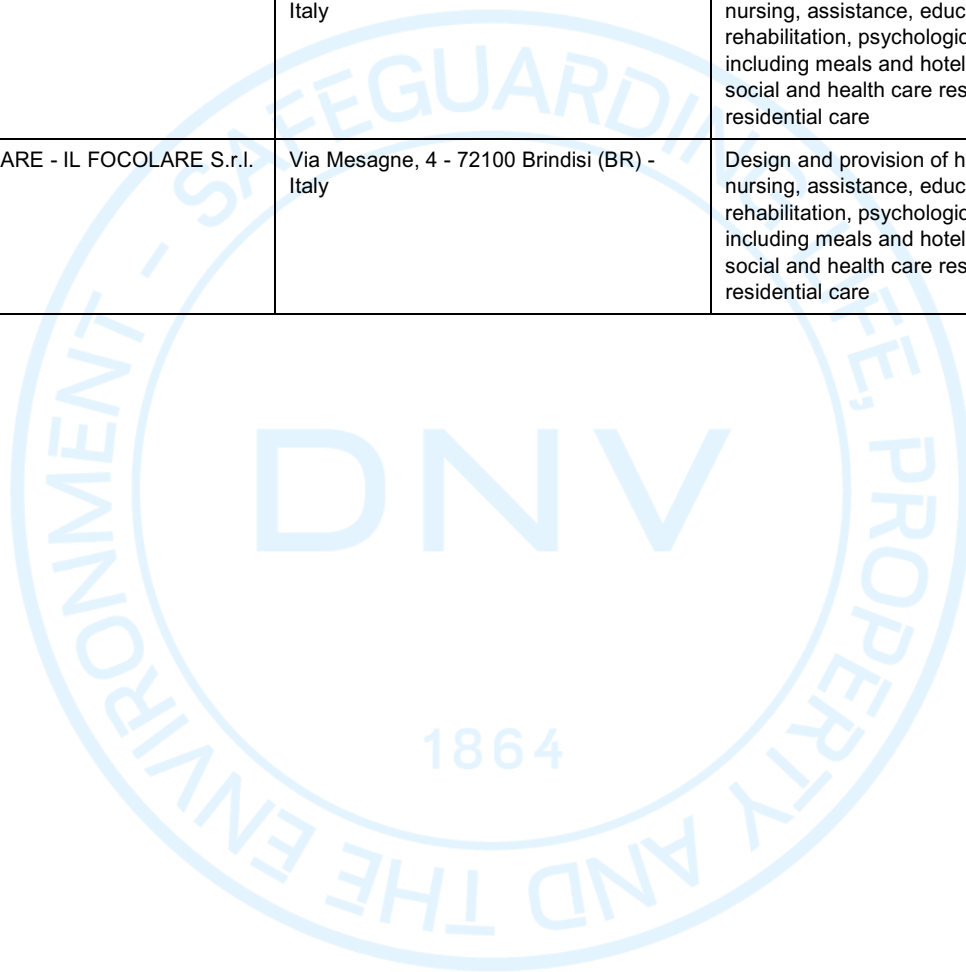 Italy
nursing, assistance, educ
rehabilitation, psychologic
including meals and hotel
social and health care res
residential care
ARE - IL FOCOLARE S.r.l.
Via Mesagne, 4 - 72100 Brindisi (BR) -
Italy
Design and provision of h
nursing, assistance, educ
rehabilitation, psychologic
including meals and hotel
social and health care res
residential care
SAFEGUARDING LIFE, PROPERTY AND THE ENVIRONMENT -
DNV
1864